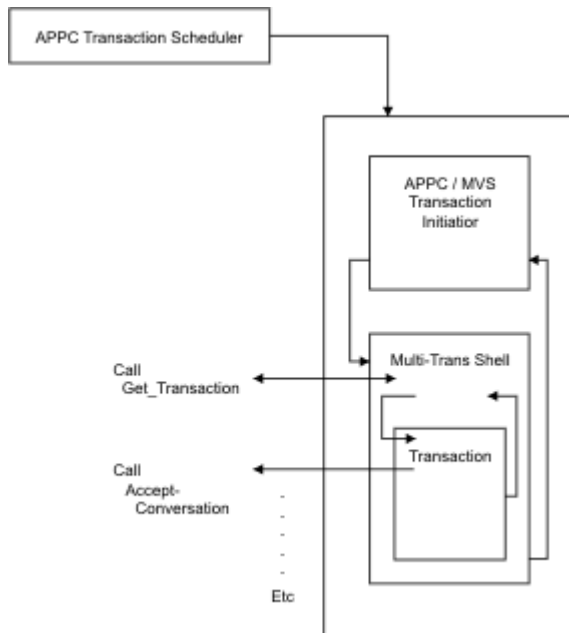 APPC Transaction Scheduler
APPC / MVS
Transaction
Initiatior
Multi-Trans Shell
Call
Get_Transaction
Transaction
Call
Accept-
Conversation
Etc